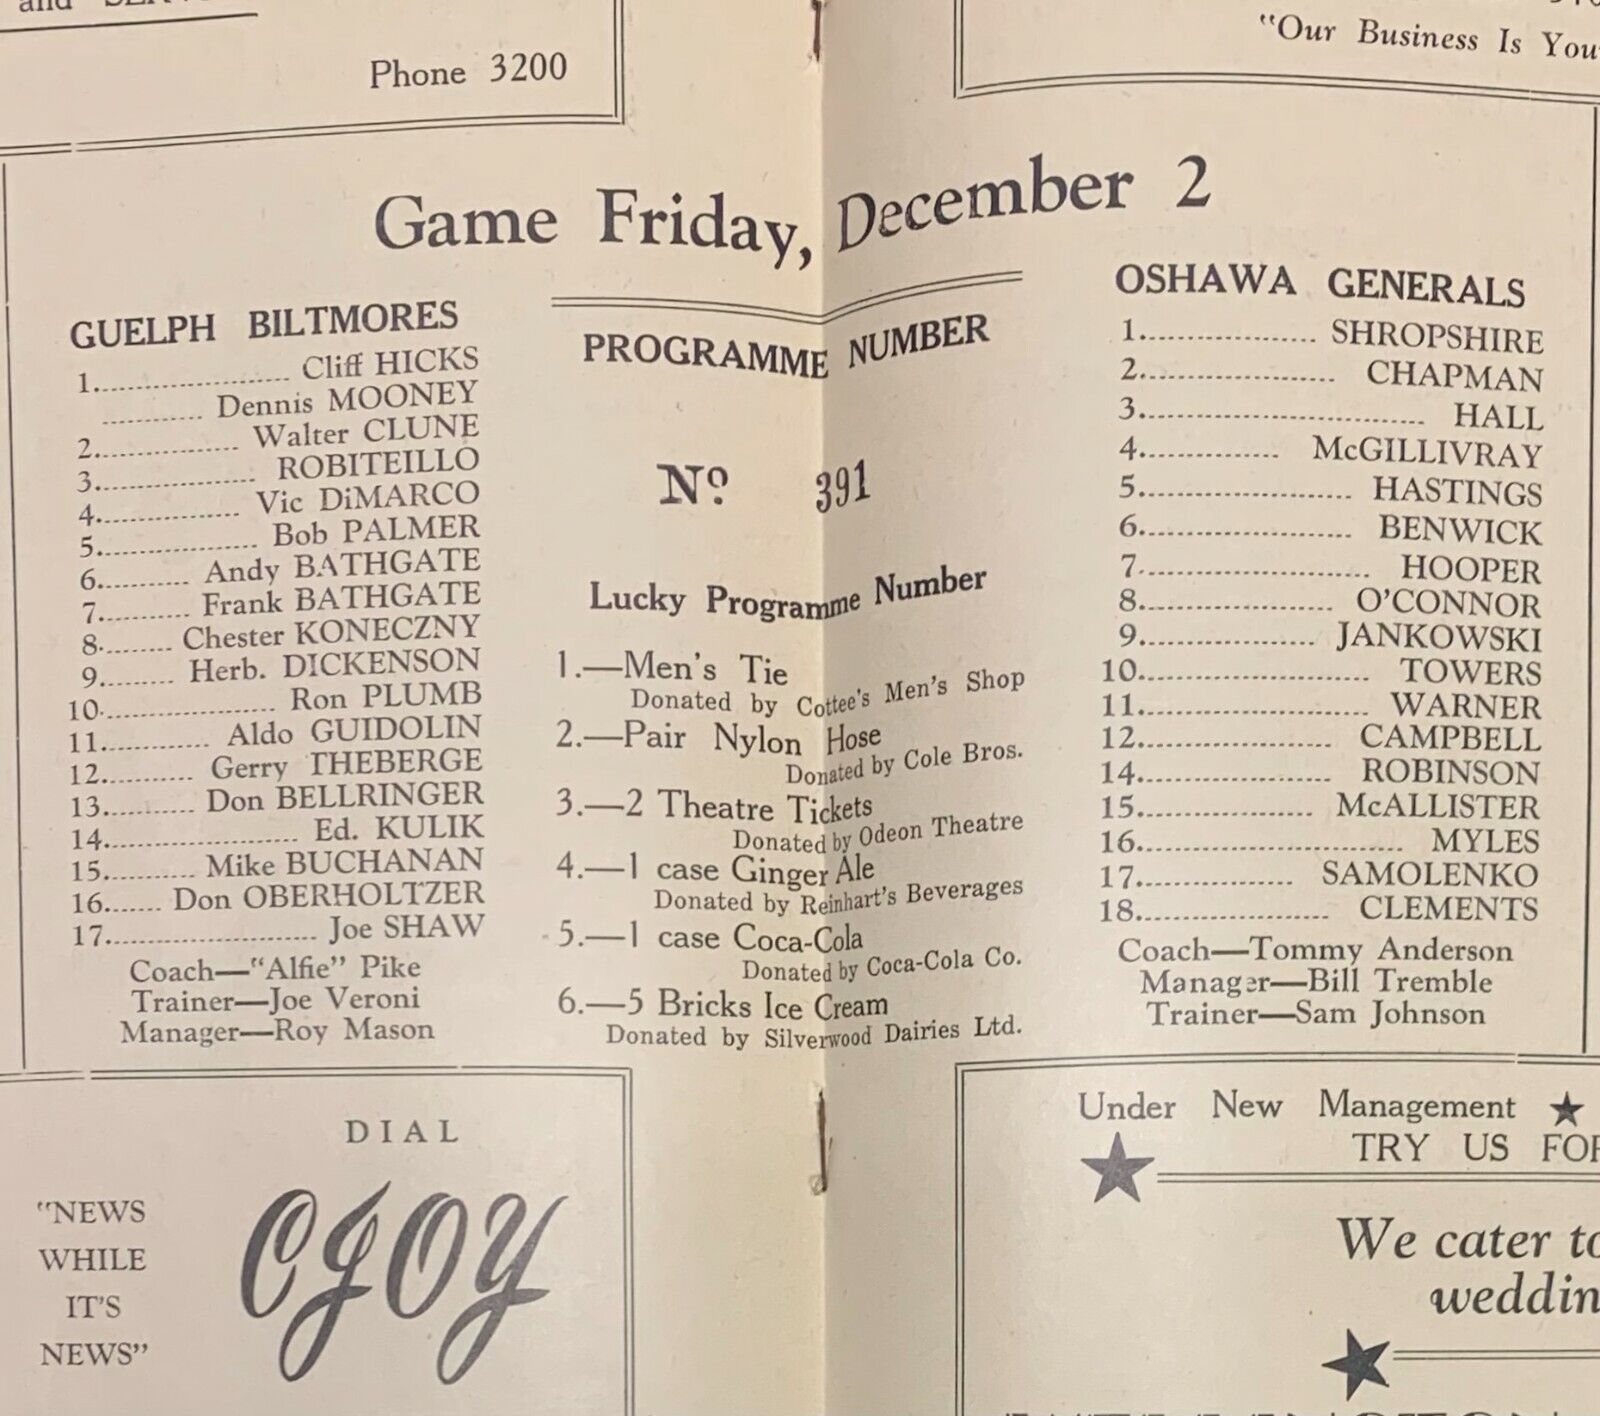 and
Phone 3200
"Our Business Is
Game Friday, December 2
GUELPH BILTMORES
1. Cliff HICKS
Dennis MOONEY
2. Walter CLUNE
3. ROBITEILLO
4. Vic DiMARCO
5. Bob PALMER
6. Andy BATHGATE
7. Frank BATHGATE
8. Chester KONECZNY
9. Herb. DICKENSON
10. Ron PLUMB
11. Aldo GUIDOLIN
12. Gerry THEBERGE
13. Don BELLRINGER
14. Ed. KULIK
15. Mike BUCHANAN
16. Don OBERHOLTZER
17. Joe SHAW
Coach—"Alfie" Pike
Trainer—Joe Veroni
Manager—Roy Mason
PROGRAMME NUMBER
No. 391
Lucky Programme Number
1.—Men's Tie
Donated by Cottee's Men's Shop
2.—Pair Nylon Hose
Donated by Cole Bros.
3.—2 Theatre Tickets
Donated by Odeon Theatre
4.—1 case Ginger Ale
Donated by Reinhart's Beverages
5.—1 case Coca-Cola
Donated by Coca-Cola Co.
6.—5 Bricks Ice Cream
Donated by Silverwood Dairies Ltd.
OSHAWA GENERALS
1. SHROPSHIRE
2. CHAPMAN
3. HALL
4. McGILLIVRAY
5. HASTINGS
6. BENWICK
7. HOOPER
8. O'CONNOR
9. JANKOWSKI
10. TOWERS
11. WARNER
12. CAMPBELL
14. ROBINSON
15. McALLISTER
16. MYLES
17. SAMOLENKO
18. CLEMENTS
Coach—Tommy Anderson
Manager—Bill Tremble
Trainer—Sam Johnson
DIAL
"NEWS
WHILE
IT'S
NEWS"
CJOY
Under New Management
TRY US
We cater